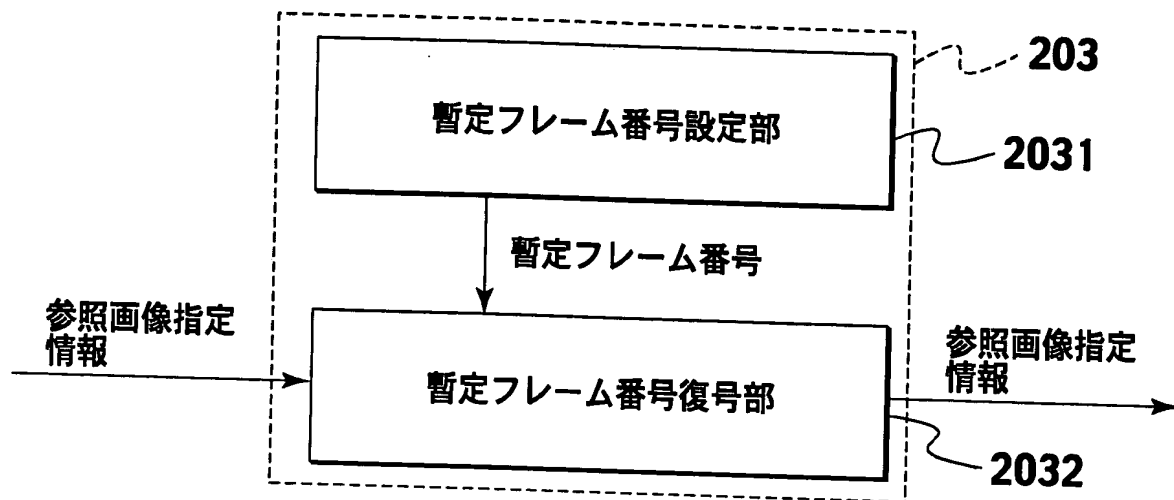 203
暫定フレーム番号設定部
2031
暫定フレーム番号
参照画像指定
情報
暫定フレーム番号復号部
参照画像指定
情報
2032